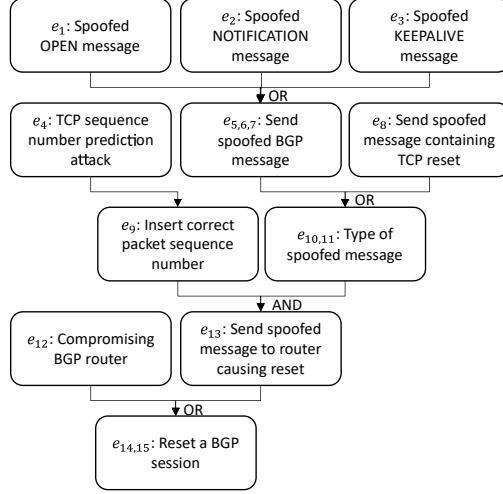 e₁: Spoofed
OPEN message
e₂: Spoofed
NOTIFICATION
message
e₃: Spoofed
KEEPALIVE
message
OR
e₄: TCP sequence
number prediction
attack
e₅,₆,₇: Send
spoofed BGP
message
e₈: Send spoofed
message containing
TCP reset
OR
e₉: Insert correct
packet sequence
number
e₁₀,₁₁: Type of
spoofed message
AND
e₁₂: Compromising
BGP router
e₁₃: Send spoofed
message to router
causing reset
OR
e₁₄,₁₅: Reset a BGP
session